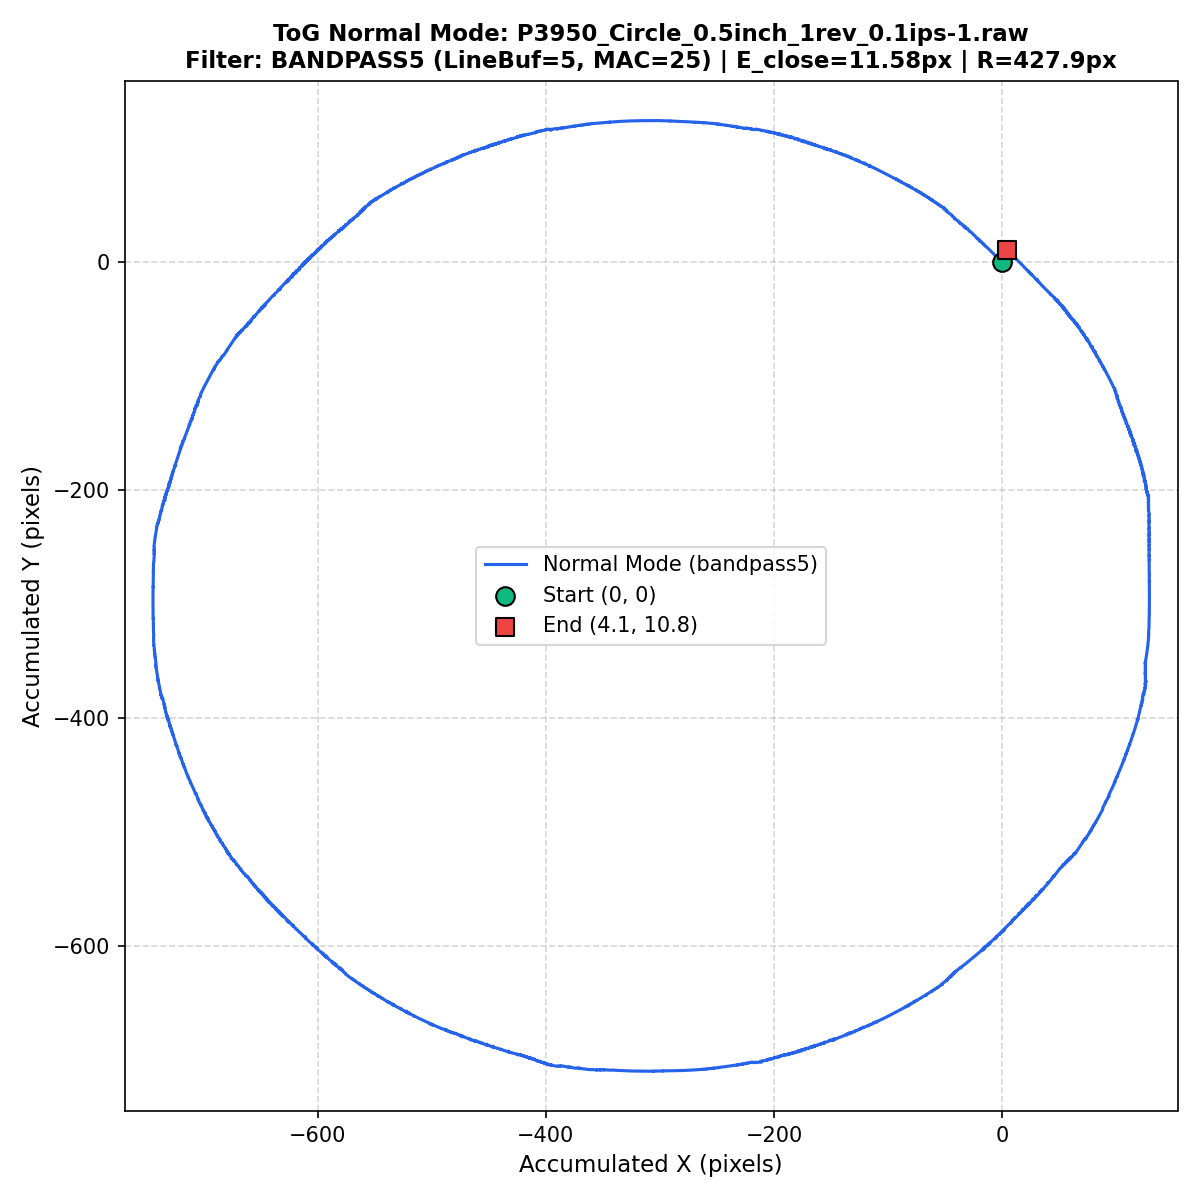 ToG Normal Mode: P3950_Circle_0.5inch_1rev_0.1ips-1.raw
Filter: BANDPASS5 (LineBuf=5, MAC=25) | E_close=11.58px | R=427.9px
Accumulated Y (pixels)
0
−200
−400
−600
Normal Mode (bandpass5)
Start (0, 0)
End (4.1, 10.8)
−600
−400
−200
0
Accumulated X (pixels)